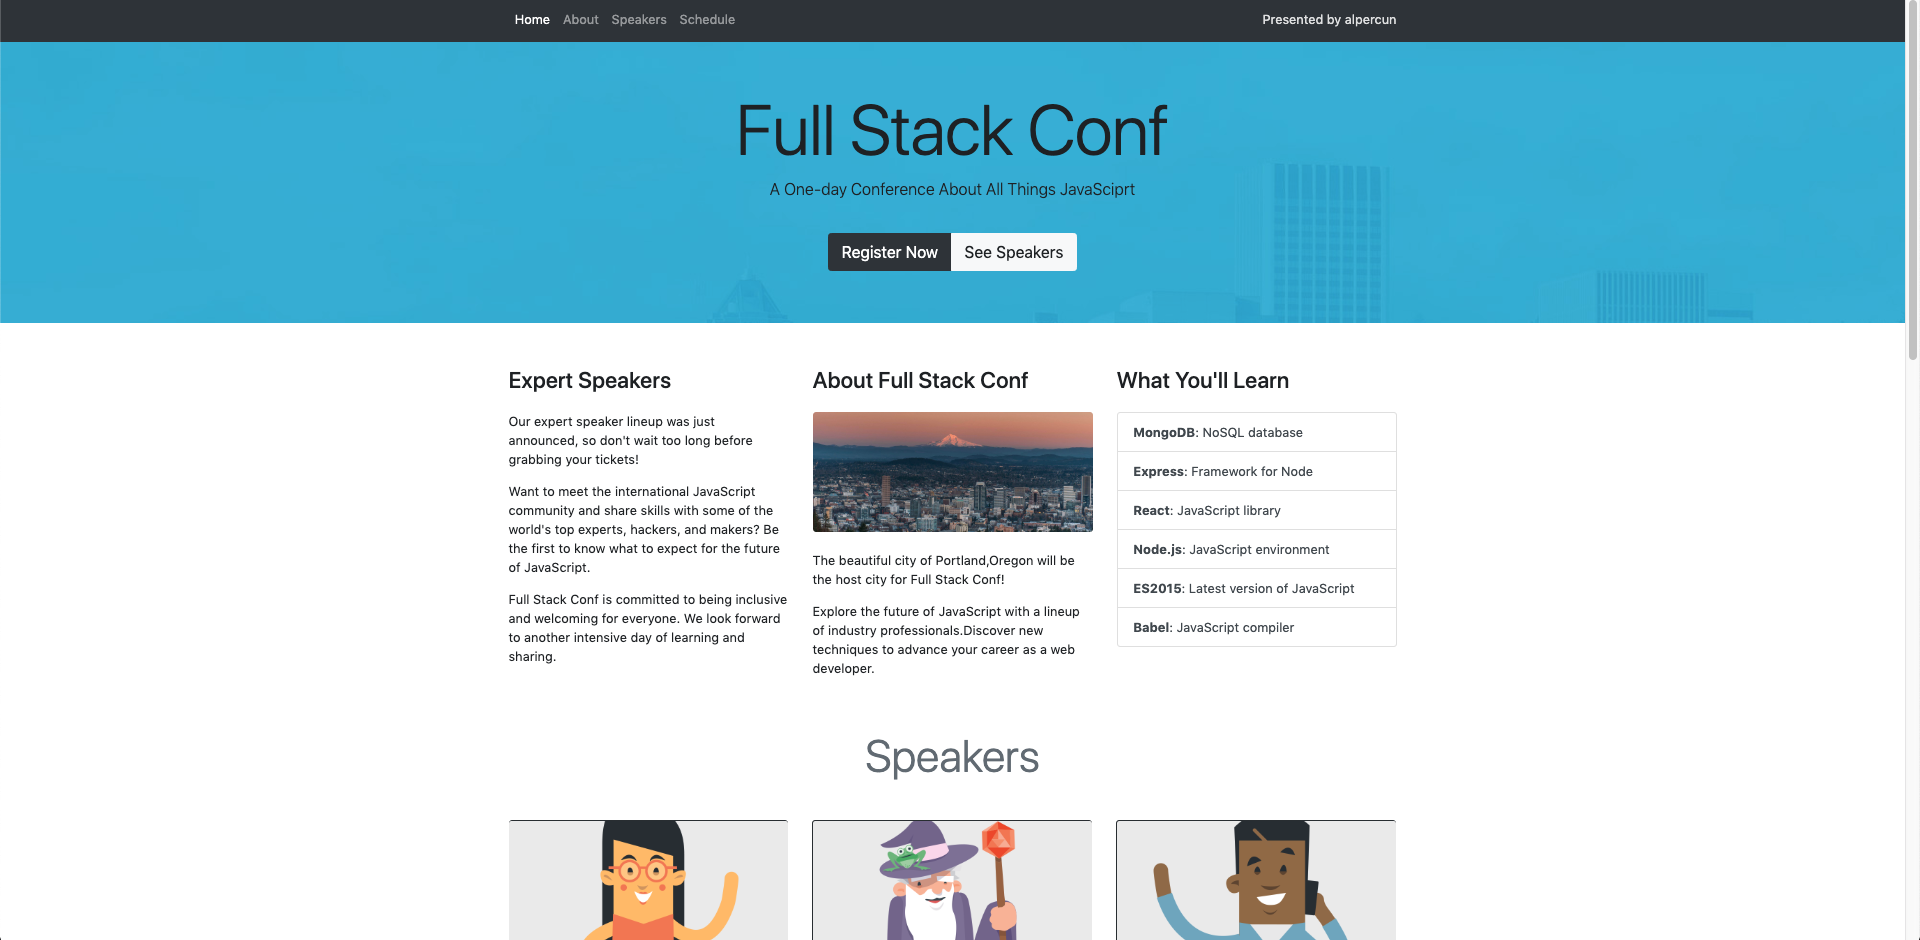 Home About Speakers Schedule
Presented by alpercun
Full Stack Conf
A One-day Conference About All Things JavaSciprt
Register Now
See Speakers
Expert Speakers
Our expert speaker lineup was just
announced, so don't wait too long before
grabbing your tickets!
Want to meet the international JavaScript
community and share skills with some of the
world's top experts, hackers, and makers? Be
the first to know what to expect for the future
of JavaScript.
Full Stack Conf is committed to being inclusive
and welcoming for everyone. We look forward
to another intensive day of learning and
sharing.
About Full Stack Conf
The beautiful city of Portland,Oregon will be
the host city for Full Stack Conf!
Explore the future of JavaScript with a lineup
of industry professionals.Discover new
techniques to advance your career as a web
developer.
What You'll Learn
MongoDB: NoSQL database
Express: Framework for Node
React: JavaScript library
Node.js: JavaScript environment
ES2015: Latest version of JavaScript
Babel: JavaScript compiler
Speakers